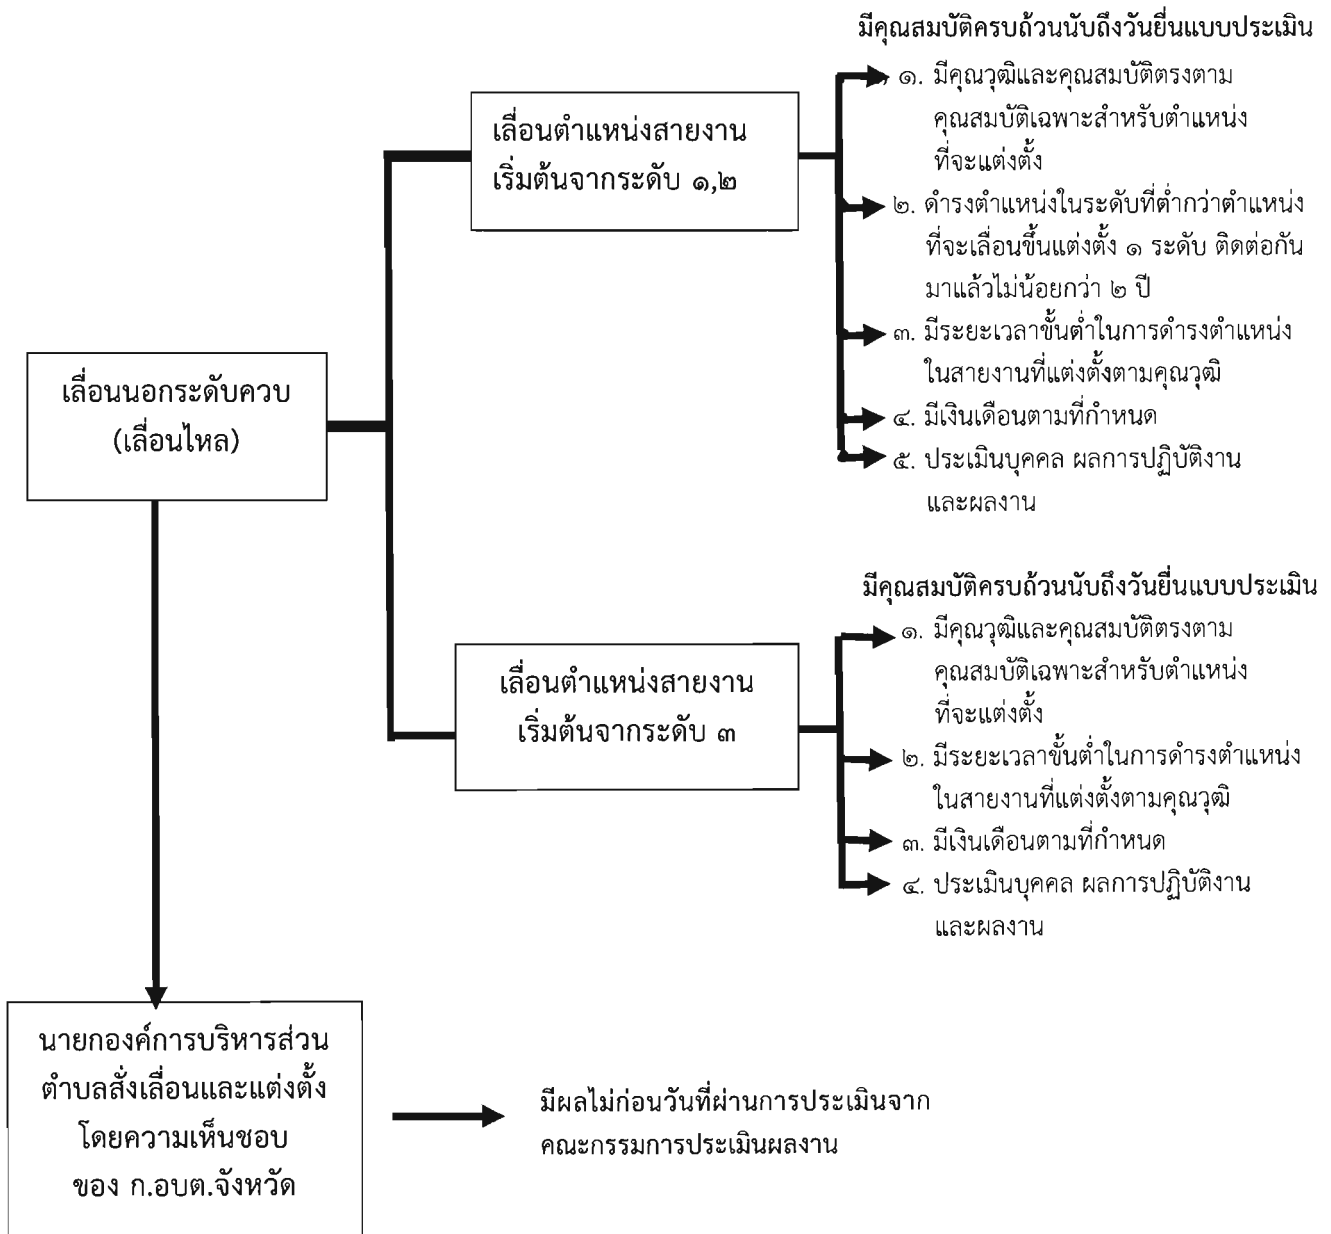 มีคุณสมบัติครบถ้วนนับถึงวันยื่นแบบประเมิน
๑. มีคุณวุฒิและคุณสมบัติตรงตาม
คุณสมบัติเฉพาะสำหรับตำแหน่ง
ที่จะแต่งตั้ง
เลื่อนตำแหน่งสายงาน
เริ่มต้นจากระดับ ๑,๒
๒. ดำรงตำแหน่งในระดับที่ต่ำกว่าตำแหน่ง
ที่จะเลื่อนขึ้นแต่งตั้ง ๑ ระดับ ติดต่อกัน
มาแล้วไม่น้อยกว่า ๒ ปี
๓. มีระยะเวลาขั้นต่ำในการดำรงตำแหน่ง
ในสายงานที่แต่งตั้งตามคุณวุฒิ
๔. มีเงินเดือนตามที่กำหนด
๕. ประเมินบุคคล ผลการปฏิบัติงาน
และผลงาน
เลื่อนนอกระดับควบ
(เลื่อนไหล)
มีคุณสมบัติครบถ้วนนับถึงวันยื่นแบบประเมิน
๑. มีคุณวุฒิและคุณสมบัติตรงตาม
คุณสมบัติเฉพาะสำหรับตำแหน่ง
ที่จะแต่งตั้ง
เลื่อนตำแหน่งสายงาน
เริ่มต้นจากระดับ ๓
๒. มีระยะเวลาขั้นต่ำในการดำรงตำแหน่ง
ในสายงานที่แต่งตั้งตามคุณวุฒิ
๓. มีเงินเดือนตามที่กำหนด
๔. ประเมินบุคคล ผลการปฏิบัติงาน
และผลงาน
นายกองค์การบริหารส่วน
ตำบลสั่งเลื่อนและแต่งตั้ง
โดยความเห็นชอบ
ของ ก.อบต.จังหวัด
มีผลไม่ก่อนวันที่ผ่านการประเมินจาก
คณะกรรมการประเมินผลงาน